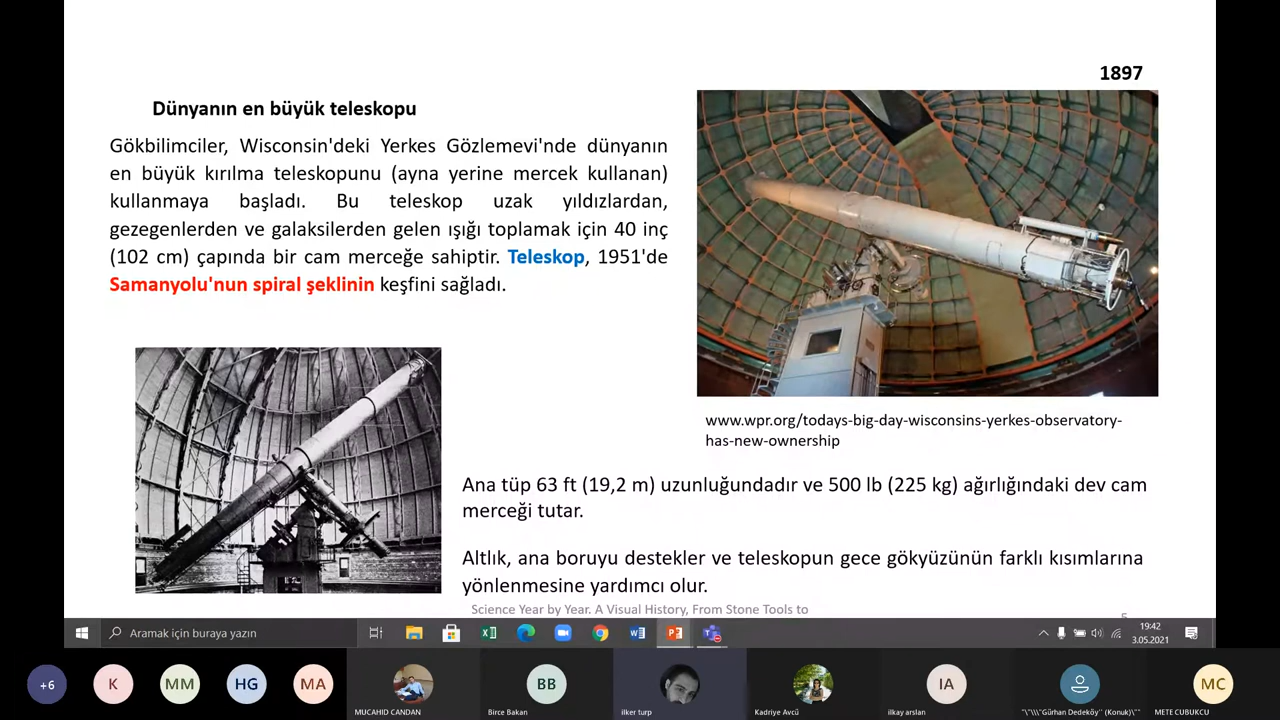 1897
Dünyanın en büyük teleskopu
Gökbilimciler, Wisconsin'deki Yerkes Gözlemevi'nde dünyanın
en büyük kırılma teleskopunu (ayna yerine mercek kullanan)
kullanmaya başladı. Bu teleskop uzak yıldızlardan,
gezegenlerden ve galaksilerden gelen ışığı toplamak için 40 inç
(102 cm) çapında bir cam merceğe sahiptir. Teleskop, 1951'de
Samanyolu'nun spiral şeklinin keşfini sağladı.
www.wpr.org/todays-big-day-wisconsins-yerkes-observatory-
has-new-ownership
Ana tüp 63 ft (19,2 m) uzunluğundadır ve 500 lb (225 kg) ağırlığındaki dev cam
merceği tutar.
Altlık, ana boruyu destekler ve teleskopun gece gökyüzünün farklı kısımlarına
yönlenmesine yardımcı olur.
Science Year by Year. A Visual History, From Stone Tools to
Aramak için buraya yazın
19:42
3.05.2021
+6
K
MM
HG
MA
MUCAHID CANDAN
BB
Birce Bakan
ilker turp
Kadriye Avcü
IA
ilkay arslan
"\"\\\"Gürhan Dedeköy" (Konuk)\""
MC
METE CUBUKCU